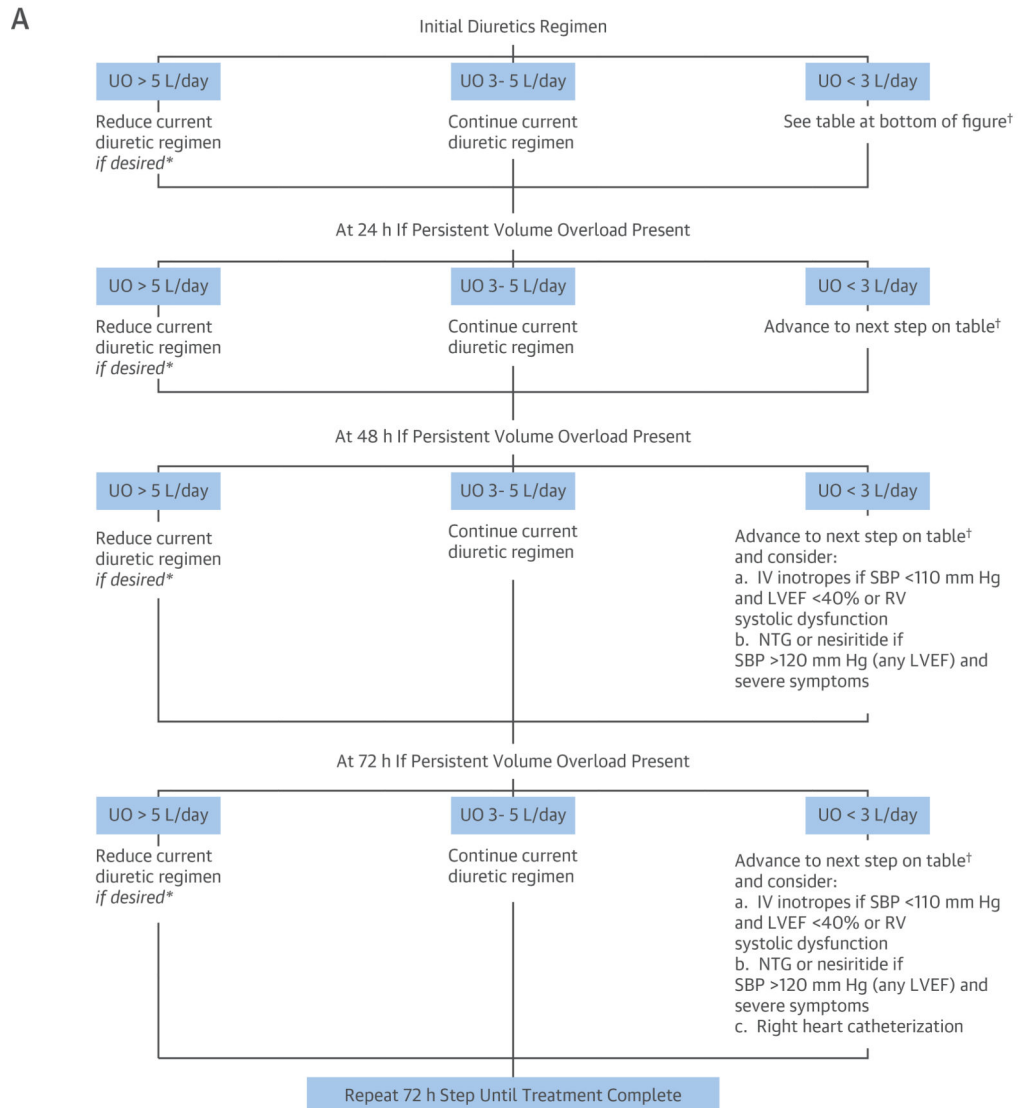 A
Initial Diuretics Regimen
UO > 5 L/day
UO 3- 5 L/day
UO < 3 L/day
Reduce current
diuretic regimen
if desired*
Continue current
diuretic regimen
See table at bottom of figure†
At 24 h If Persistent Volume Overload Present
UO > 5 L/day
UO 3- 5 L/day
UO < 3 L/day
Reduce current
diuretic regimen
if desired*
Continue current
diuretic regimen
Advance to next step on table†
At 48 h If Persistent Volume Overload Present
UO > 5 L/day
UO 3- 5 L/day
UO < 3 L/day
Reduce current
diuretic regimen
if desired*
Continue current
diuretic regimen
Advance to next step on table†
and consider:
a. IV inotropes if SBP <110 mm Hg
and LVEF <40% or RV
systolic dysfunction
b. NTG or nesiritide if
SBP >120 mm Hg (any LVEF) and
severe symptoms
At 72 h If Persistent Volume Overload Present
UO > 5 L/day
UO 3- 5 L/day
UO < 3 L/day
Reduce current
diuretic regimen
if desired*
Continue current
diuretic regimen
Advance to next step on table†
and consider:
a. IV inotropes if SBP <110 mm Hg
and LVEF <40% or RV
systolic dysfunction
b. NTG or nesiritide if
SBP >120 mm Hg (any LVEF) and
severe symptoms
c. Right heart catheterization
Repeat 72 h Step Until Treatment Complete